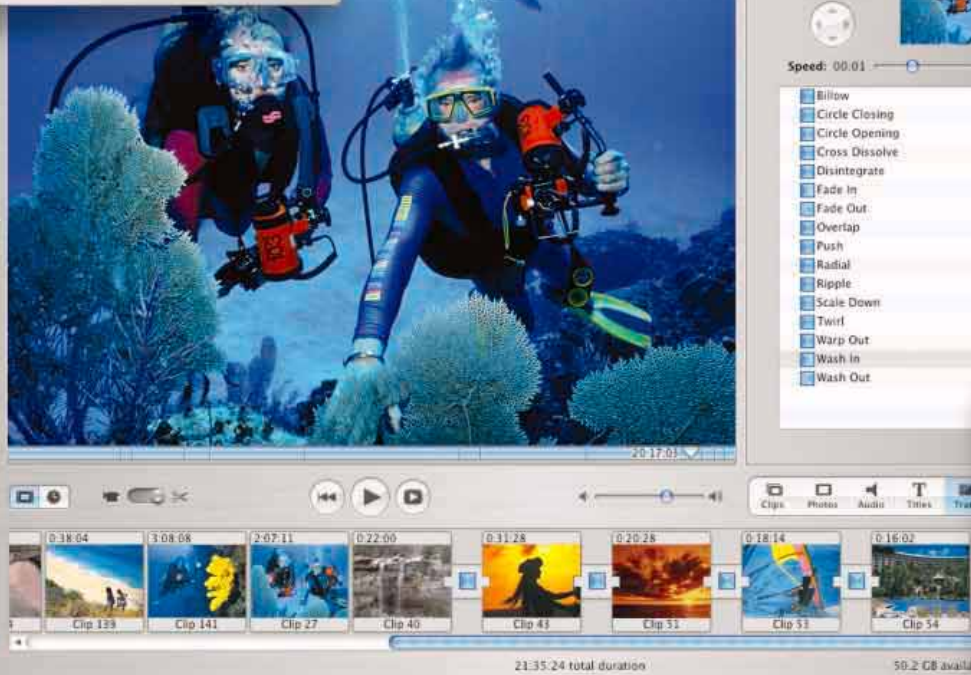 Speed: 00:01
Billow
Circle Closing
Circle Opening
Cross Dissolve
Disintegrate
Fade In
Fade Out
Overlap
Push
Radial
Ripple
Scale Down
Twirl
Warp Out
Wash In
Wash Out
20:17:03
Clips Photos Audio Titles Tran
0:38:04 3:08:08 2:07:11 0:22:00 0:31:28 0:20:28 0:18:14 0:16:02
Clip 139 Clip 141 Clip 27 Clip 40 Clip 43 Clip 51 Clip 53 Clip 54
21:35:24 total duration 50.2 GB availa